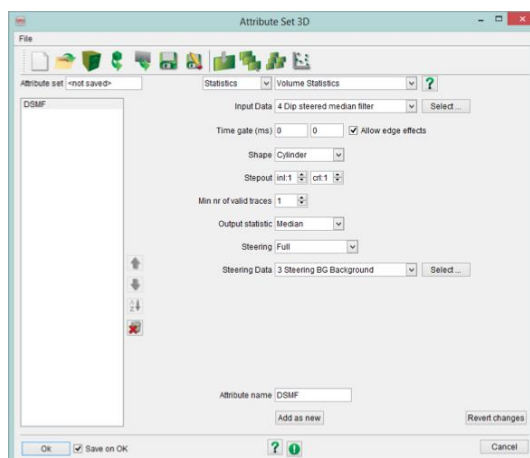 Attribute Set 3D
File
Attribute set <not saved> Statistics Volume Statistics ?
DSMF
Input Data 4 Dip steered median filter Select ...
Time gate (ms) 0 0 Allow edge effects
Shape Cylinder
Stepout inl:1 crl:1
Min nr of valid traces 1
Output statistic Median
Steering Full
Steering Data 3 Steering BG Background Select ...
Attribute name DSMF
Add as new Revert changes
Ok Save on OK ? Cancel